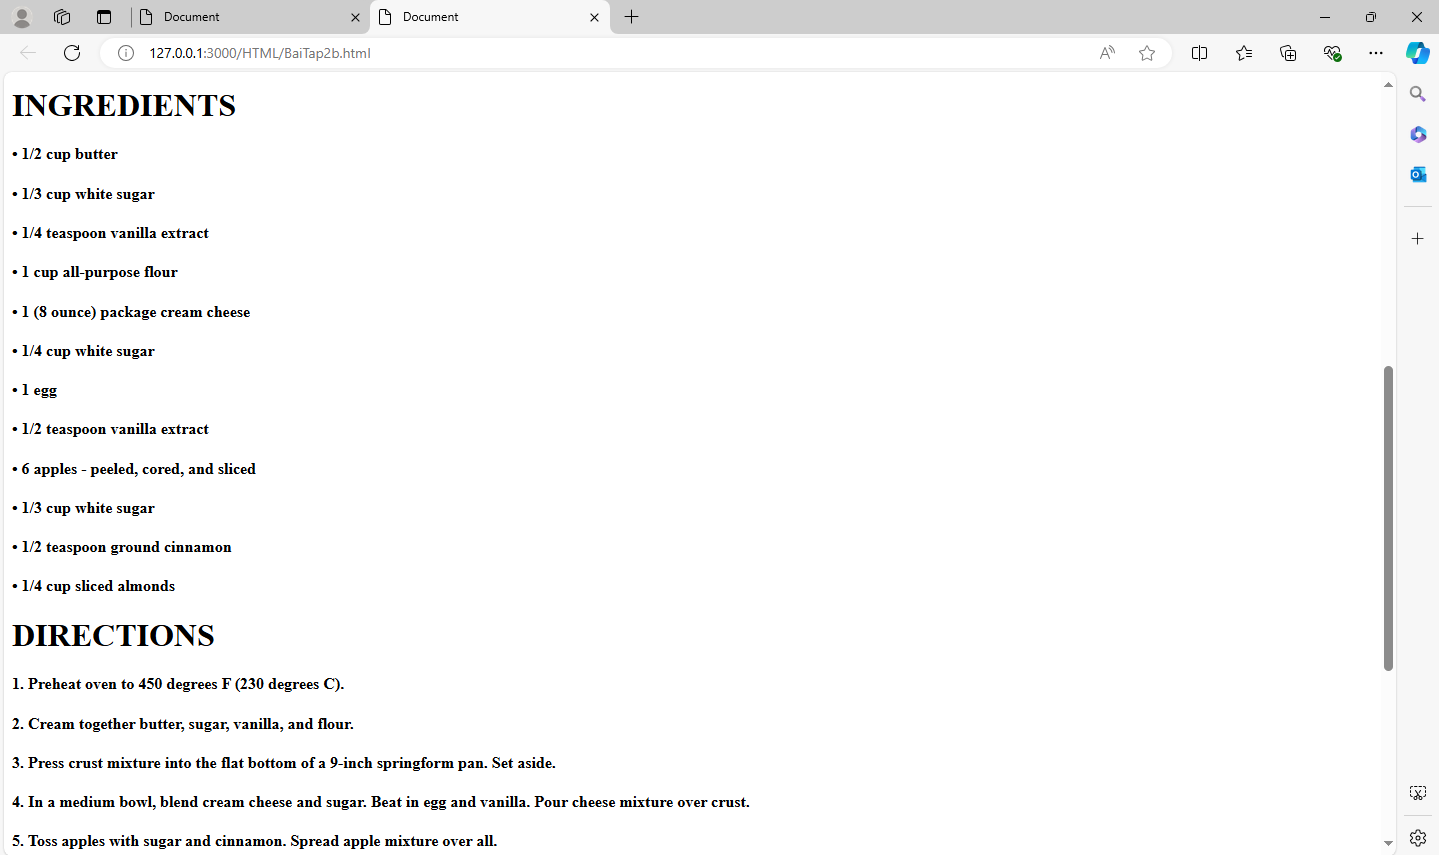 Document
Document
127.0.0.1:3000/HTML/BaiTap2b.html
INGREDIENTS
• 1/2 cup butter
• 1/3 cup white sugar
• 1/4 teaspoon vanilla extract
• 1 cup all-purpose flour
• 1 (8 ounce) package cream cheese
• 1/4 cup white sugar
• 1 egg
• 1/2 teaspoon vanilla extract
• 6 apples - peeled, cored, and sliced
• 1/3 cup white sugar
• 1/2 teaspoon ground cinnamon
• 1/4 cup sliced almonds
DIRECTIONS
1. Preheat oven to 450 degrees F (230 degrees C).
2. Cream together butter, sugar, vanilla, and flour.
3. Press crust mixture into the flat bottom of a 9-inch springform pan. Set aside.
4. In a medium bowl, blend cream cheese and sugar. Beat in egg and vanilla. Pour cheese mixture over crust.
5. Toss apples with sugar and cinnamon. Spread apple mixture over all.